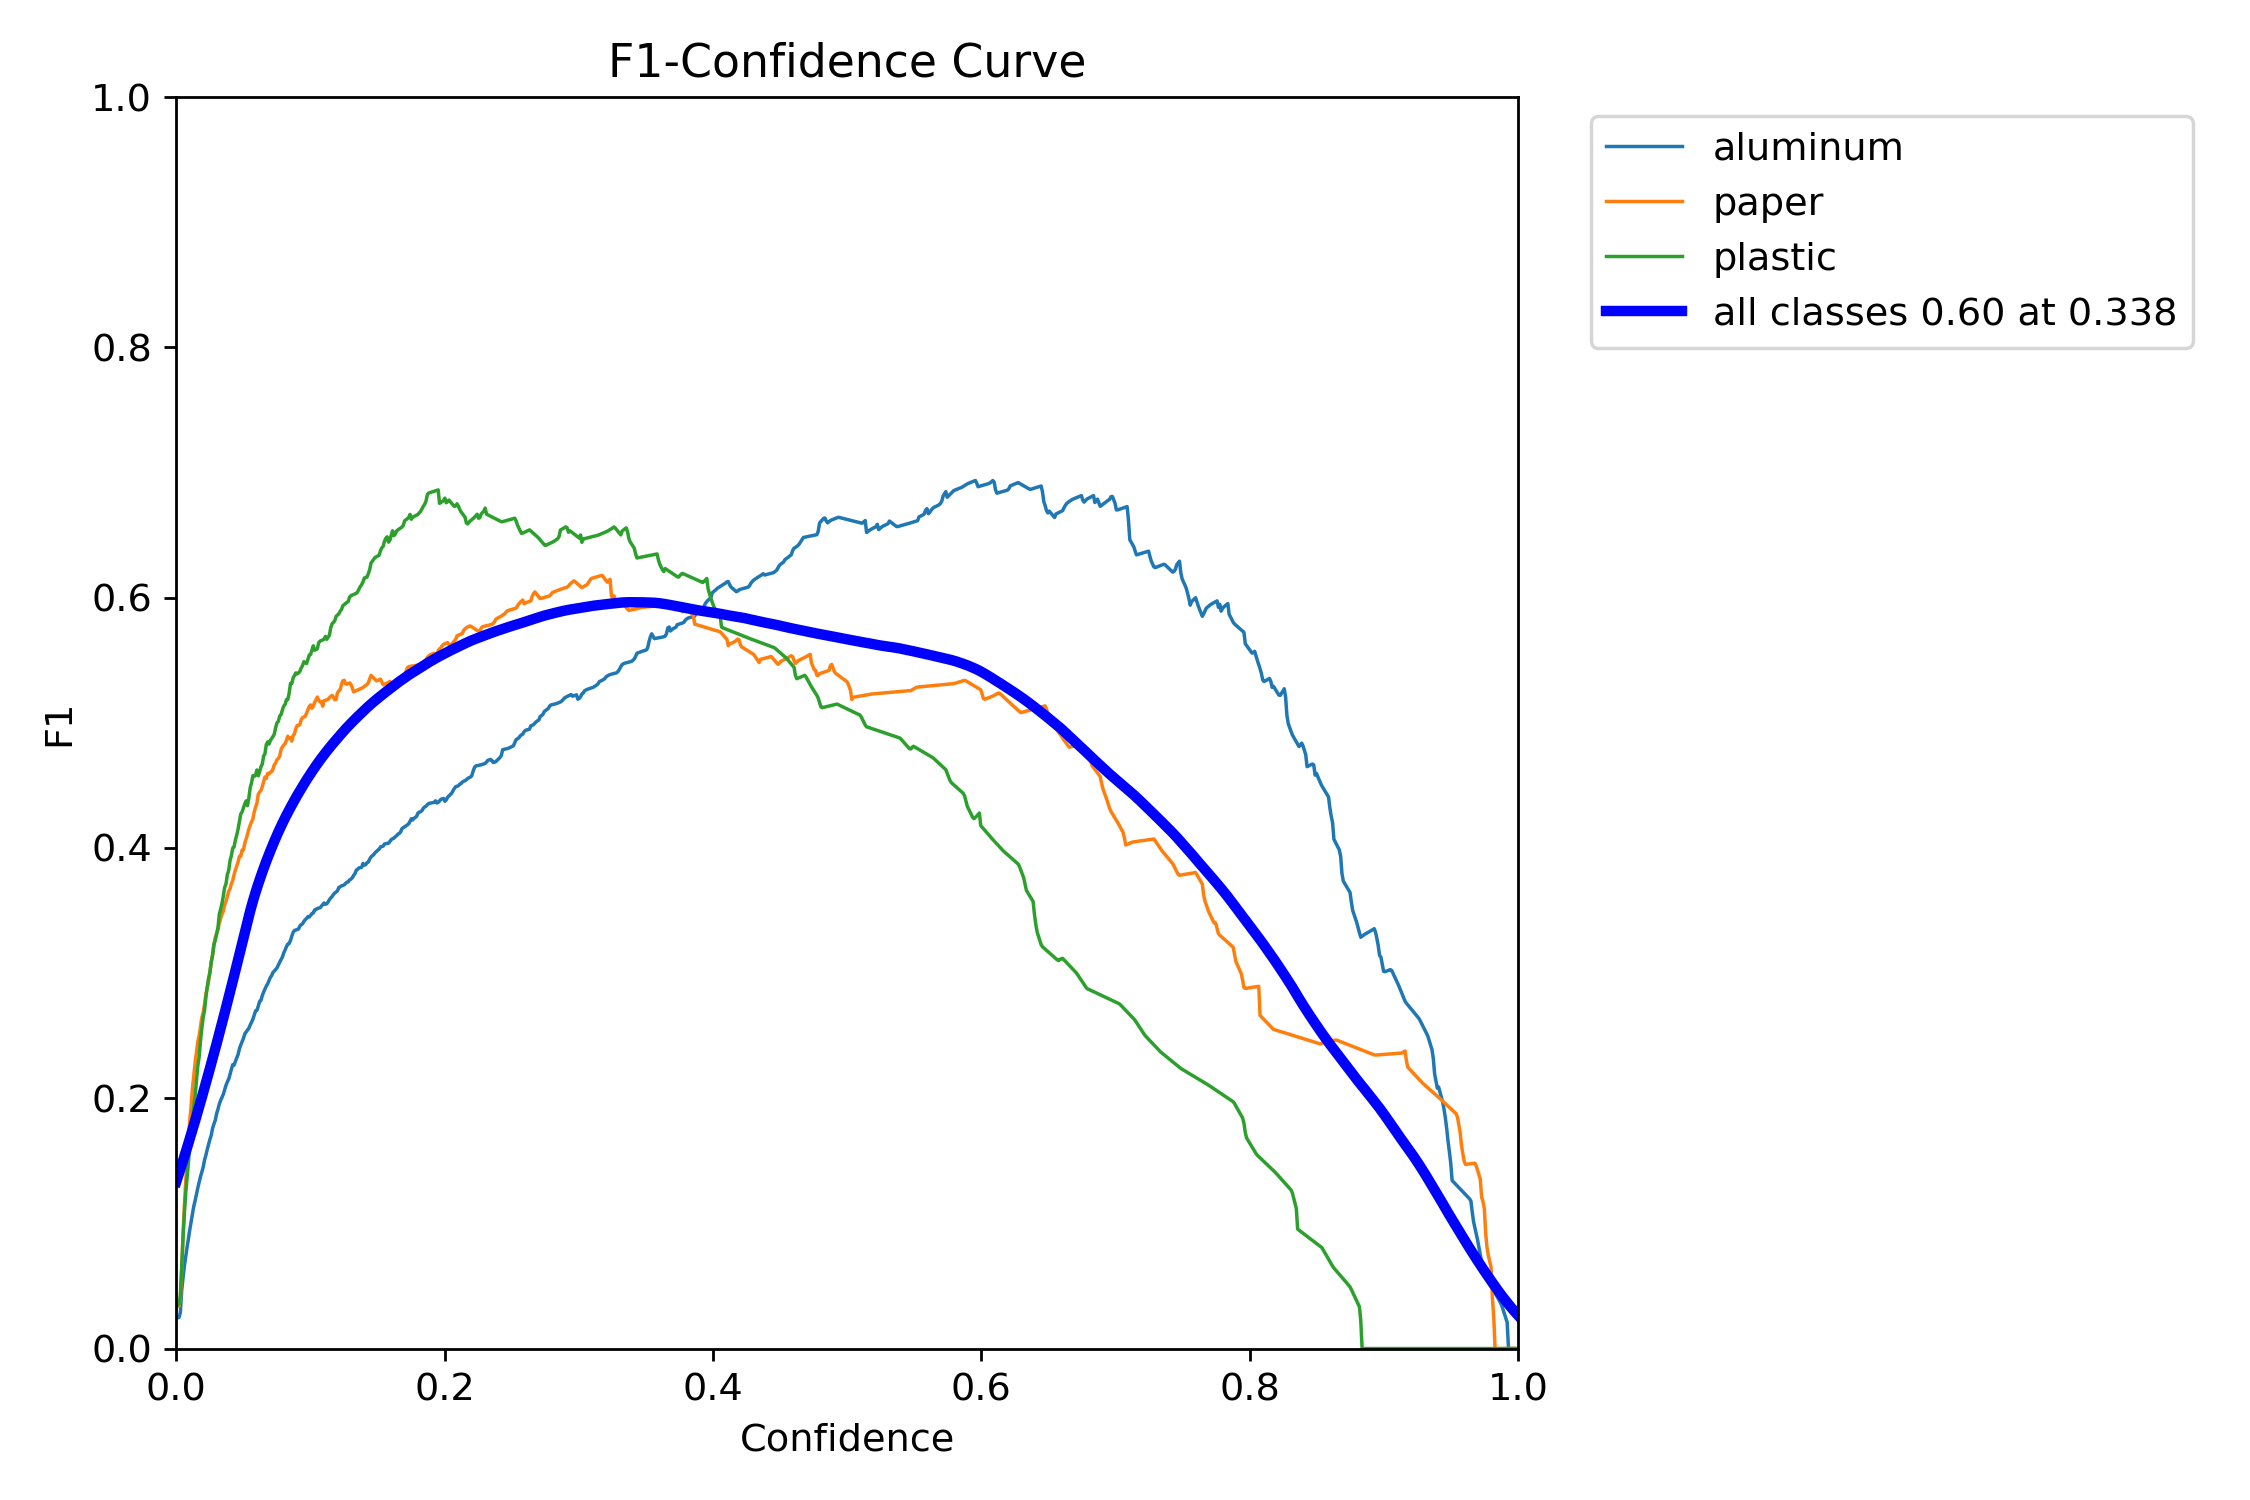 F1-Confidence Curve
1.0
0.8
0.6
0.4
0.2
0.0
F1
0.0 0.2 0.4 0.6 0.8 1.0
Confidence
aluminum
paper
plastic
all classes 0.60 at 0.338